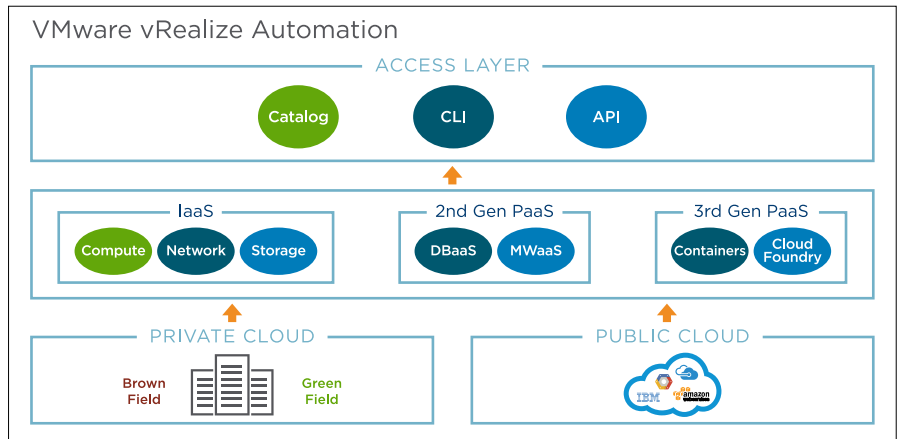 VMware vRealize Automation
ACCESS LAYER
Catalog
CLI
API
IaaS
2nd Gen PaaS
3rd Gen PaaS
Compute
Network
Storage
DBaaS
MWaaS
Containers
Cloud
Foundry
PRIVATE CLOUD
PUBLIC CLOUD
Brown
Field
Green
Field
IBM
amazon